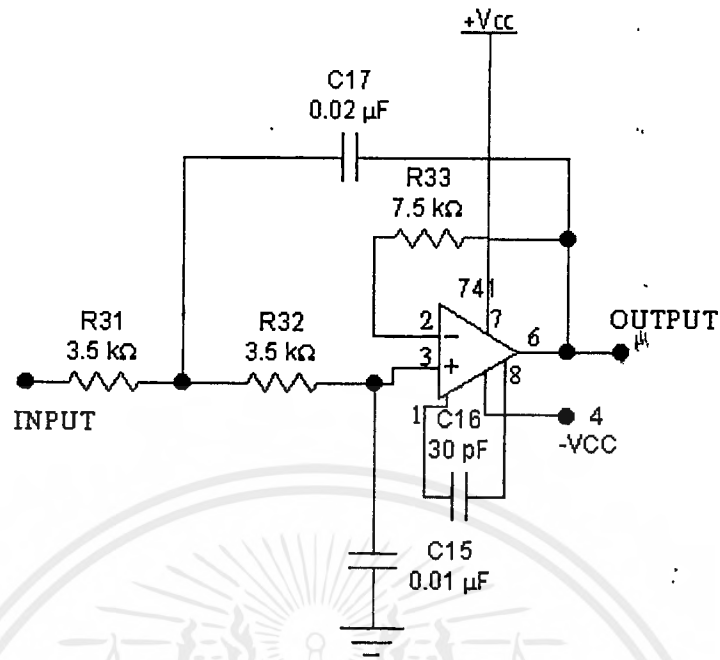 +Vcc
C17
0.02 µF
R33
7.5 kΩ
741
7
2
R31
3.5 kΩ
R32
3.5 kΩ
3
6
OUTPUT
8
INPUT
1
C16
30 pF
4
-VCC
C15
0.01 µF